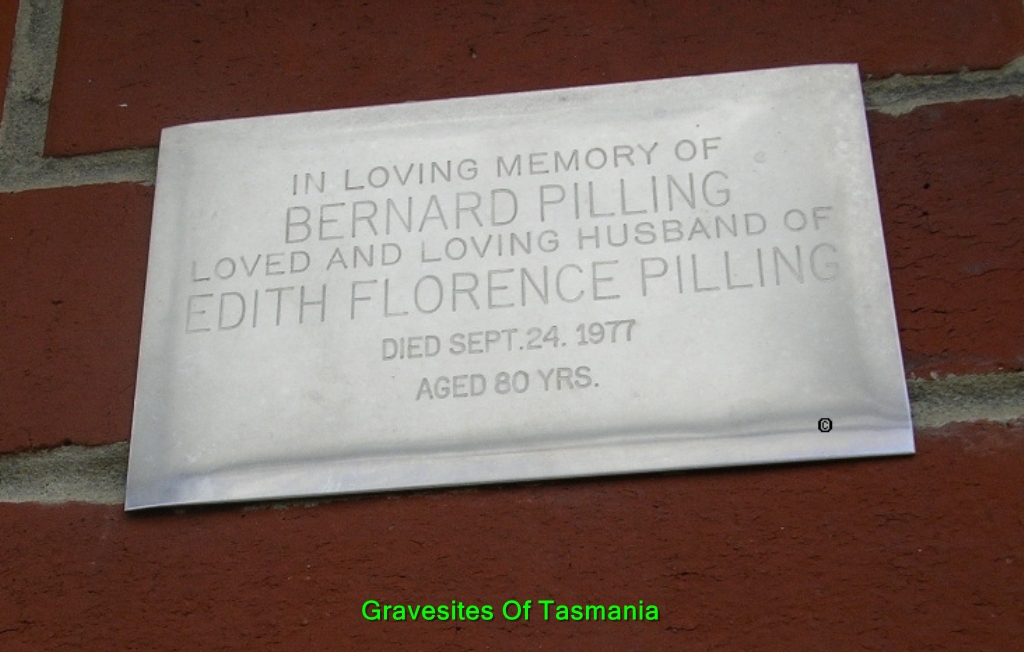 IN LOVING MEMORY OF
BERNARD PILLING
LOVED AND LOVING HUSBAND OF
EDITH FLORENCE PILLING
DIED SEPT.24. 1977
AGED 80 YRS.
©
Gravesites Of Tasmania